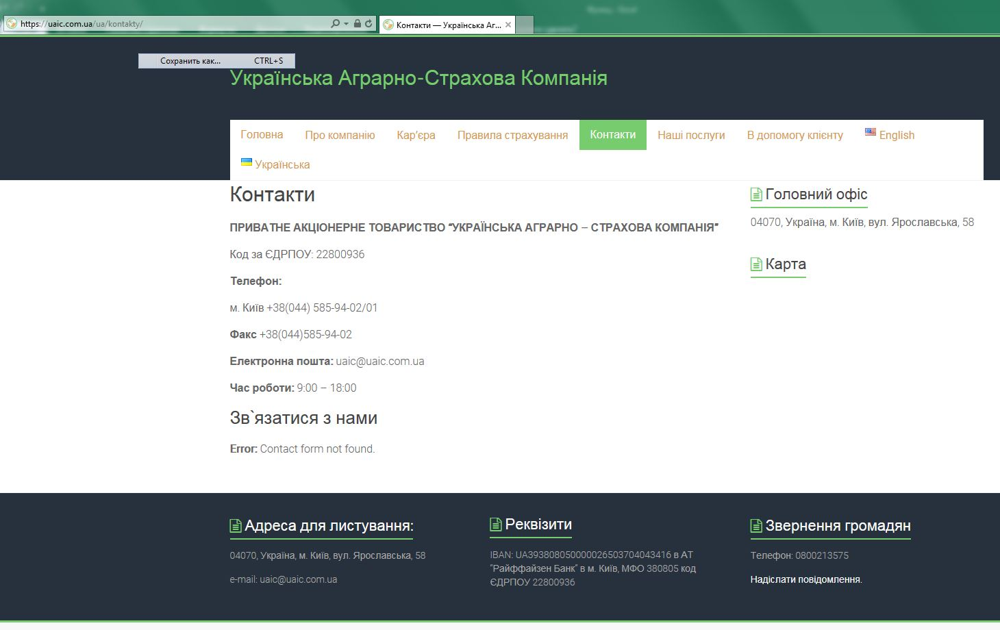 https://uaic.com.ua/ua/kontakty/
Контакти — Українська Аг...
Сохранить как... CTRL+S
Українська Аграрно-Страхова Компанія
Головна Про компанію Кар'єра Правила страхування Контакти Наші послуги В допомогу клієнту English
Українська
Контакти
ПРИВАТНЕ АКЦІОНЕРНЕ ТОВАРИСТВО “УКРАЇНСЬКА АГРАРНО – СТРАХОВА КОМПАНІЯ”
Код за ЄДРПОУ: 22800936
Телефон:
м. Київ +38(044) 585-94-02/01
Факс +38(044)585-94-02
Електронна пошта: uaic@uaic.com.ua
Час роботи: 9:00 – 18:00
Зв`язатися з нами
Error: Contact form not found.
Головний офіс
04070, Україна, м. Київ, вул. Ярославська, 58
Карта
Адреса для листування:
04070, Україна, м. Київ, вул. Ярославська, 58
e-mail: uaic@uaic.com.ua
Реквізити
IBAN: UA393808050000026503704043416 в АТ
“Райффайзен Банк” в м. Київ, МФО 380805 код
ЄДРПОУ 22800936
Звернення громадян
Телефон: 0800213575
Надіслати повідомлення.